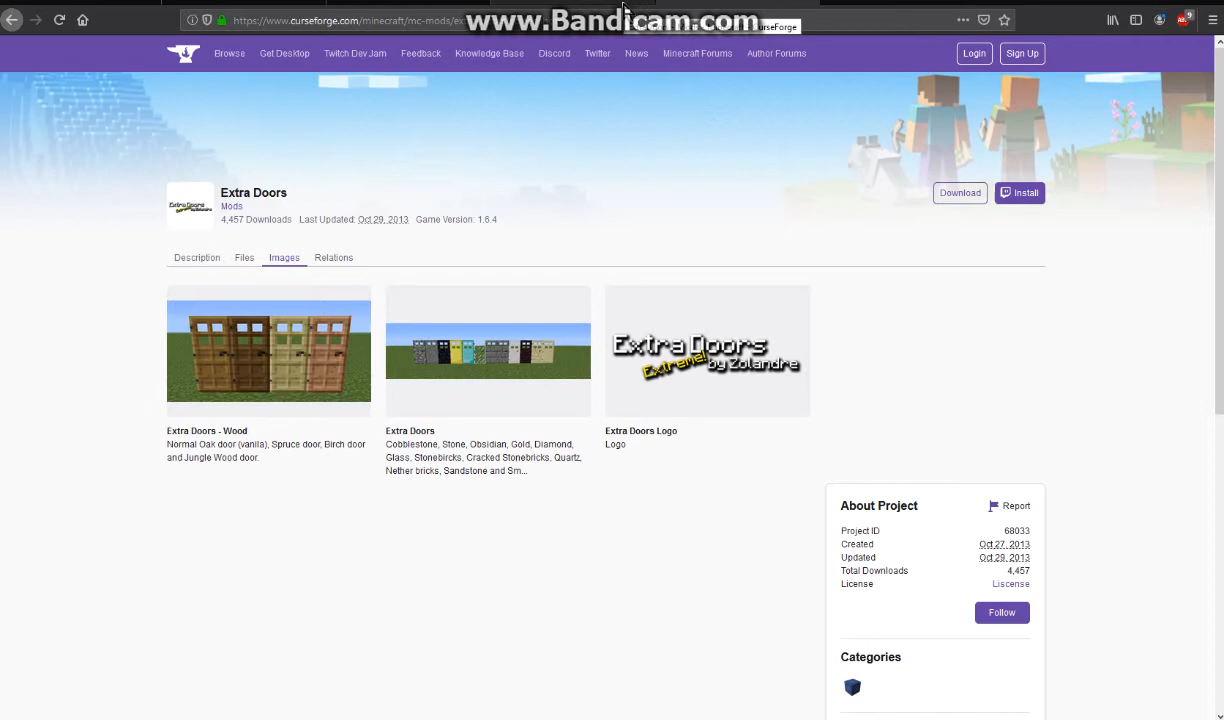 https://www.curseforge.com/minecraft/mc-mods/ex
www.Bandicam.com
CurseForge
9
Browse Get Desktop Twitch Dev Jam Feedback Knowledge Base Discord Twitter News Minecraft Forums Author Forums Login Sign Up
Extra Doors
Mods
4,457 Downloads Last Updated: Oct 29, 2013 Game Version: 1.6.4
Download Install
Description Files Images Relations
Extra Doors
Extreme! by Zolandre
Extra Doors - Wood
Normal Oak door (vanila), Spruce door, Birch door
and Jungle Wood door.
Extra Doors
Cobblestone, Stone, Obsidian, Gold, Diamond,
Glass, Stonebircks, Cracked Stonebricks, Quartz,
Nether bricks, Sandstone and Sm...
Extra Doors Logo
Logo
About Project Report
Project ID 68033
Created Oct 27, 2013
Updated Oct 29, 2013
Total Downloads 4,457
License Liscense
Follow
Categories